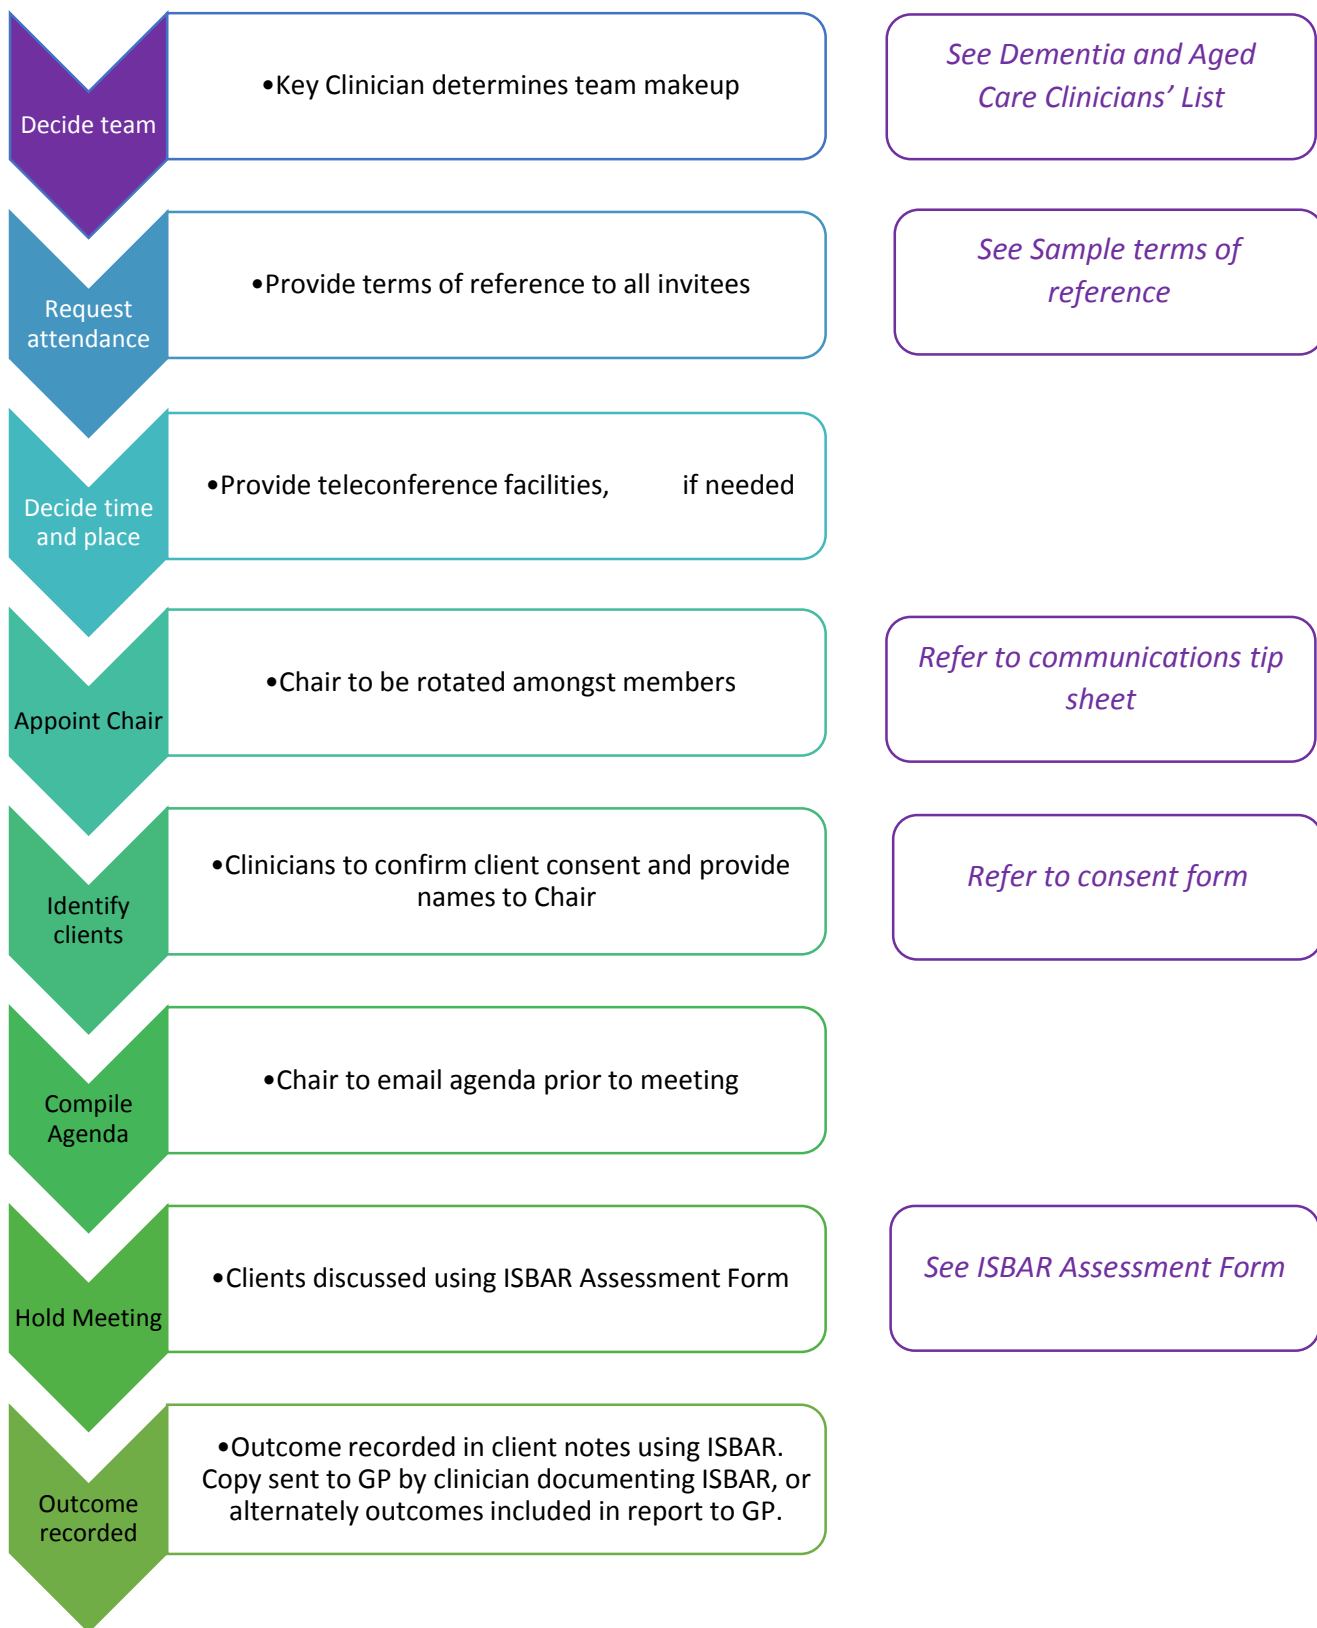 Decide team
•Key Clinician determines team makeup
See Dementia and Aged
Care Clinicians’ List
Request
attendance
•Provide terms of reference to all invitees
See Sample terms of
reference
Decide time
and place
•Provide teleconference facilities, if needed
Appoint Chair
•Chair to be rotated amongst members
Refer to communications tip
sheet
Identify
clients
•Clinicians to confirm client consent and provide
names to Chair
Refer to consent form
Compile
Agenda
•Chair to email agenda prior to meeting
Hold Meeting
•Clients discussed using ISBAR Assessment Form
See ISBAR Assessment Form
Outcome
recorded
•Outcome recorded in client notes using ISBAR.
Copy sent to GP by clinician documenting ISBAR, or
alternately outcomes included in report to GP.